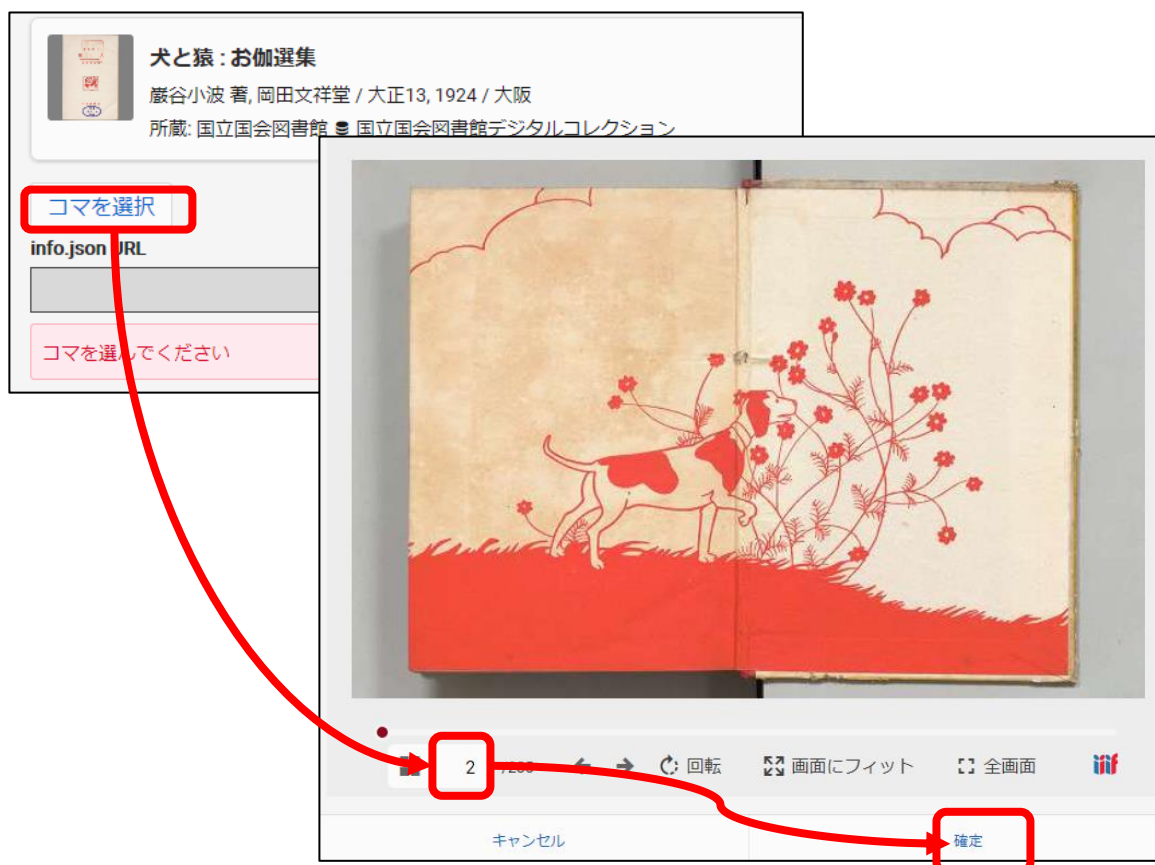 犬と猿 : お伽選集
巖谷小波 著, 岡田文祥堂 / 大正13, 1924 / 大阪
所蔵: 国立国会図書館 国立国会図書館デジタルコレクション
コマを選択
info.json URL
コマを選んでください
2 回転 画面にフィット 全画面 iiif
キャンセル 確定